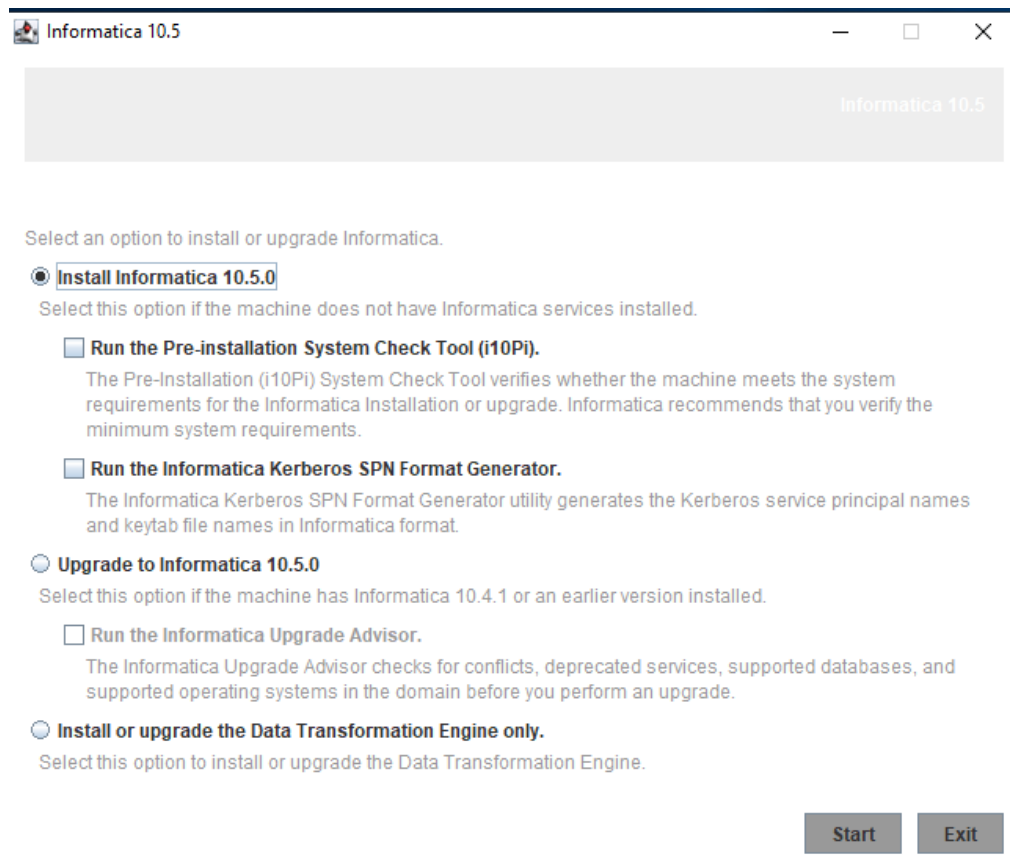 Informatica 10.5
Informatica 10.5
Select an option to install or upgrade Informatica.
Install Informatica 10.5.0
Select this option if the machine does not have Informatica services installed.
Run the Pre-installation System Check Tool (i10Pi).
The Pre-Installation (i10Pi) System Check Tool verifies whether the machine meets the system
requirements for the Informatica Installation or upgrade. Informatica recommends that you verify the
minimum system requirements.
Run the Informatica Kerberos SPN Format Generator.
The Informatica Kerberos SPN Format Generator utility generates the Kerberos service principal names
and keytab file names in Informatica format.
Upgrade to Informatica 10.5.0
Select this option if the machine has Informatica 10.4.1 or an earlier version installed.
Run the Informatica Upgrade Advisor.
The Informatica Upgrade Advisor checks for conflicts, deprecated services, supported databases, and
supported operating systems in the domain before you perform an upgrade.
Install or upgrade the Data Transformation Engine only.
Select this option to install or upgrade the Data Transformation Engine.
Start Exit